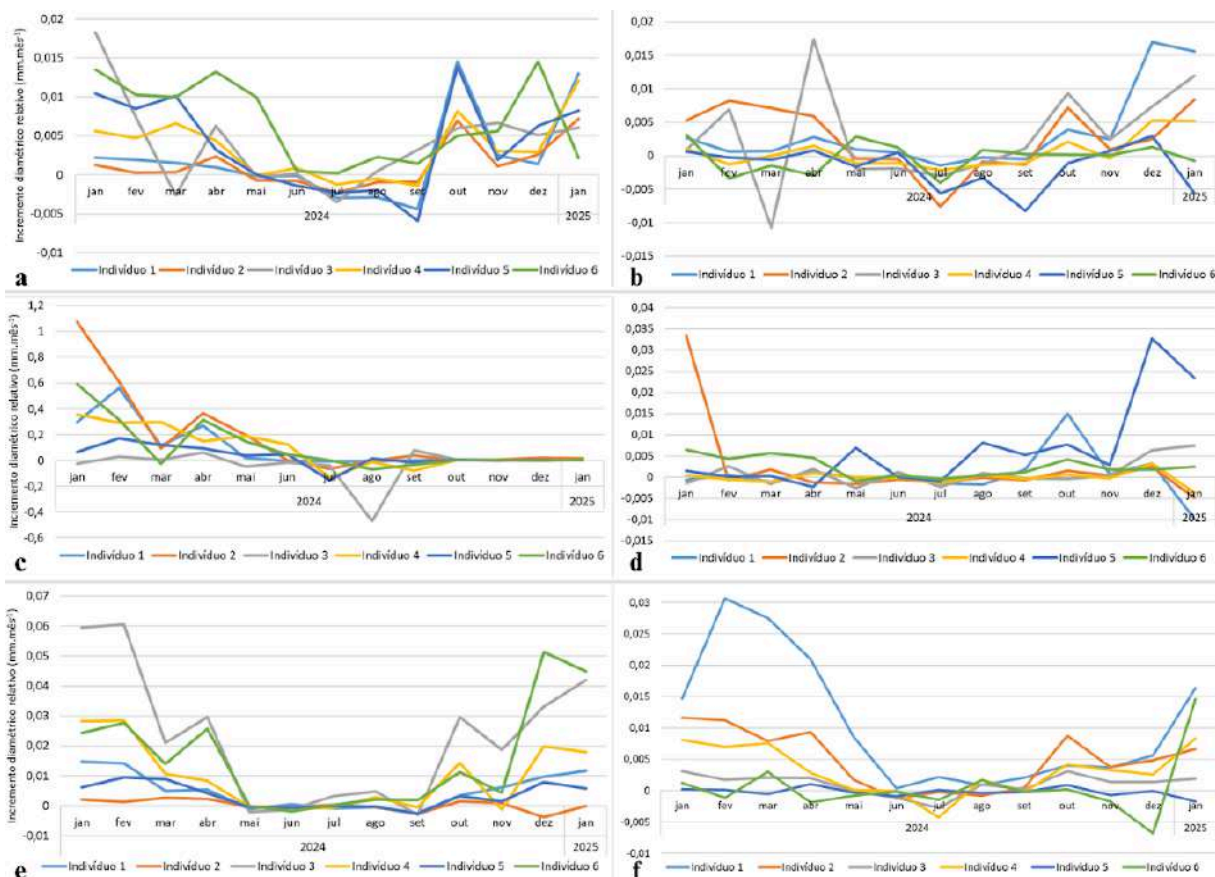 Incremento diamétrico relativo (mm.mês⁻¹)
0,02
0,015
0,01
0,005
0
-0,005
-0,01
jan fev mar abr mai jun jul ago set out nov dez jan
2024 2025
Indivíduo 1 Indivíduo 2 Indivíduo 3 Indivíduo 4 Indivíduo 5 Indivíduo 6
a
0,02
0,015
0,01
0,005
0
-0,005
-0,01
-0,015
jan fev mar abr mai jun jul ago set out nov dez jan
2024 2025
Indivíduo 1 Indivíduo 2 Indivíduo 3 Indivíduo 4 Indivíduo 5 Indivíduo 6
b
Incremento diamétrico relativo (mm.mês⁻¹)
1,2
1
0,8
0,6
0,4
0,2
0
-0,2
-0,4
-0,6
jan fev mar abr mai jun jul ago set out nov dez jan
2024 2025
Indivíduo 1 Indivíduo 2 Indivíduo 3 Indivíduo 4 Indivíduo 5 Indivíduo 6
c
0,04
0,035
0,03
0,025
0,02
0,015
0,01
0,005
0
-0,005
-0,01
-0,015
jan fev mar abr mai jun jul ago set out nov dez jan
2024 2025
Indivíduo 1 Indivíduo 2 Indivíduo 3 Indivíduo 4 Indivíduo 5 Indivíduo 6
d
Incremento diamétrico relativo (mm.mês⁻¹)
0,07
0,06
0,05
0,04
0,03
0,02
0,01
0
-0,01
jan fev mar abr mai jun jul ago set out nov dez jan
2024 2025
Indivíduo 1 Indivíduo 2 Indivíduo 3 Indivíduo 4 Indivíduo 5 Indivíduo 6
e
0,03
0,025
0,02
0,015
0,01
0,005
0
-0,005
-0,01
jan fev mar abr mai jun jul ago set out nov dez jan
2024 2025
Indivíduo 1 Indivíduo 2 Indivíduo 3 Indivíduo 4 Indivíduo 5 Indivíduo 6
f